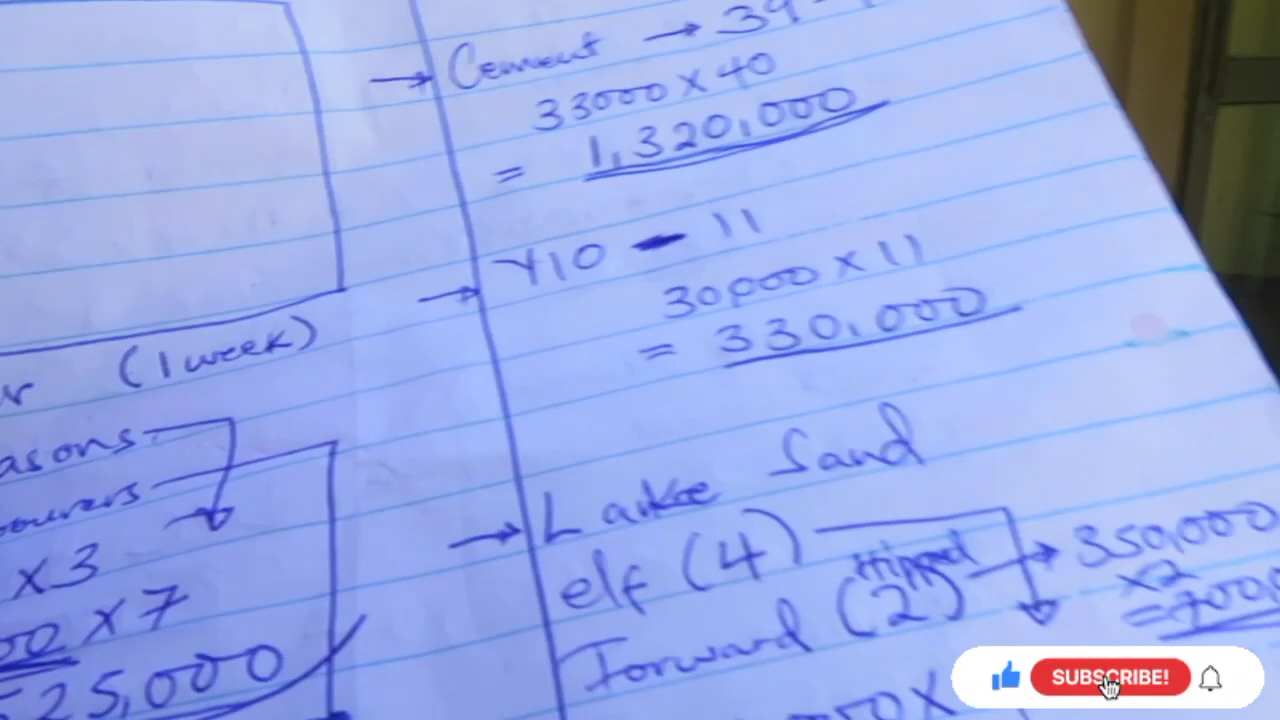 (1 week)
x3
x7
25,000
Cement → 39
33000 x 40
= 1,320,000
Y10 - 11
30000 x 11
= 330,000
Lake Sand
elf (4)
Forward (2)
350,000
x2
SUBSCRIBE!